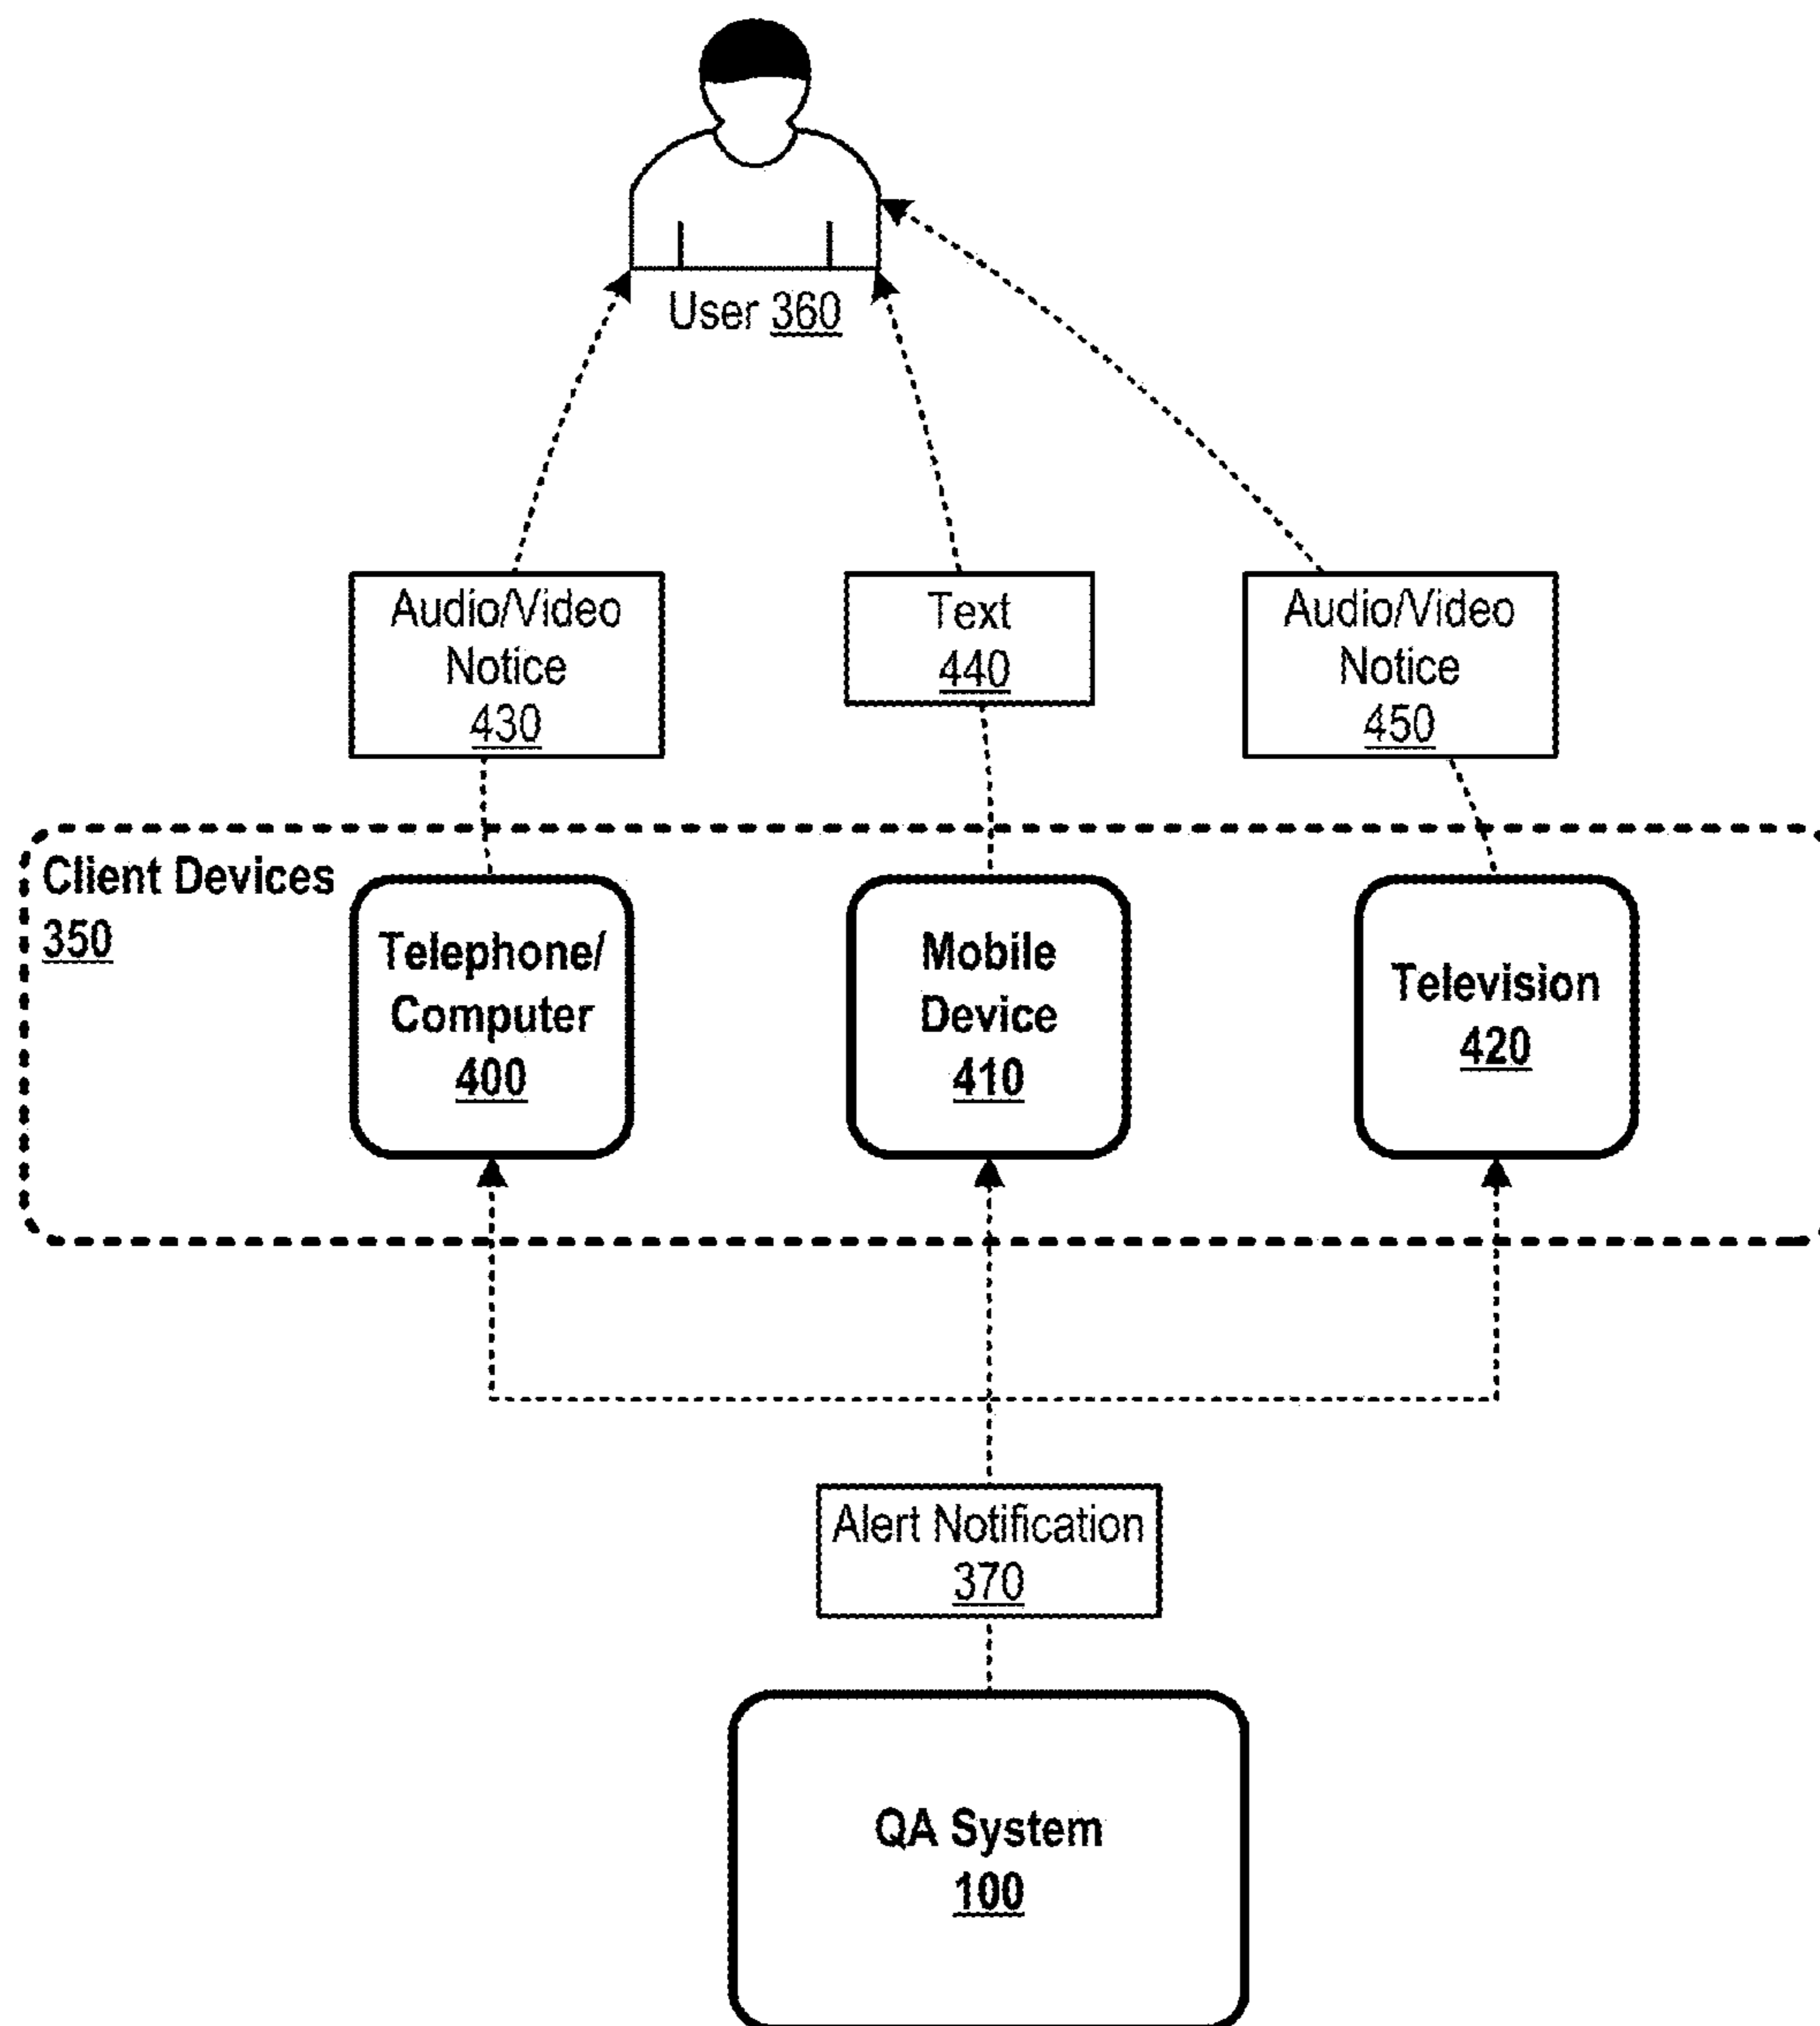 User 360
Audio/Video
Notice
430
Text
440
Audio/Video
Notice
450
Client Devices
350
Telephone/
Computer
400
Mobile
Device
410
Television
420
Alert Notification
370
QA System
100